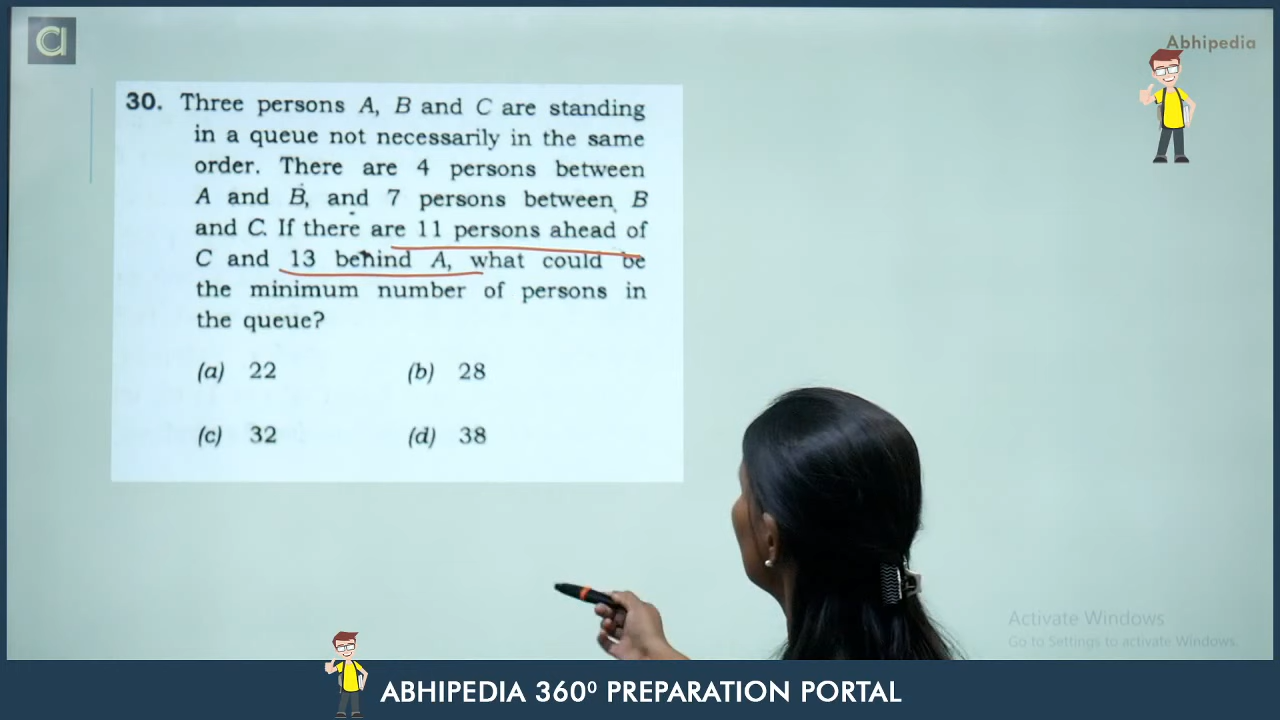 a
Abhipedia
30. Three persons A, B and C are standing
in a queue not necessarily in the same
order. There are 4 persons between
A and B, and 7 persons between B
and C. If there are 11 persons ahead of
C and 13 behind A, what could be
the minimum number of persons in
the queue?
(a) 22 (b) 28
(c) 32 (d) 38
Activate Windows
Go to Settings to activate Windows.
ABHIPEDIA 360⁰ PREPARATION PORTAL